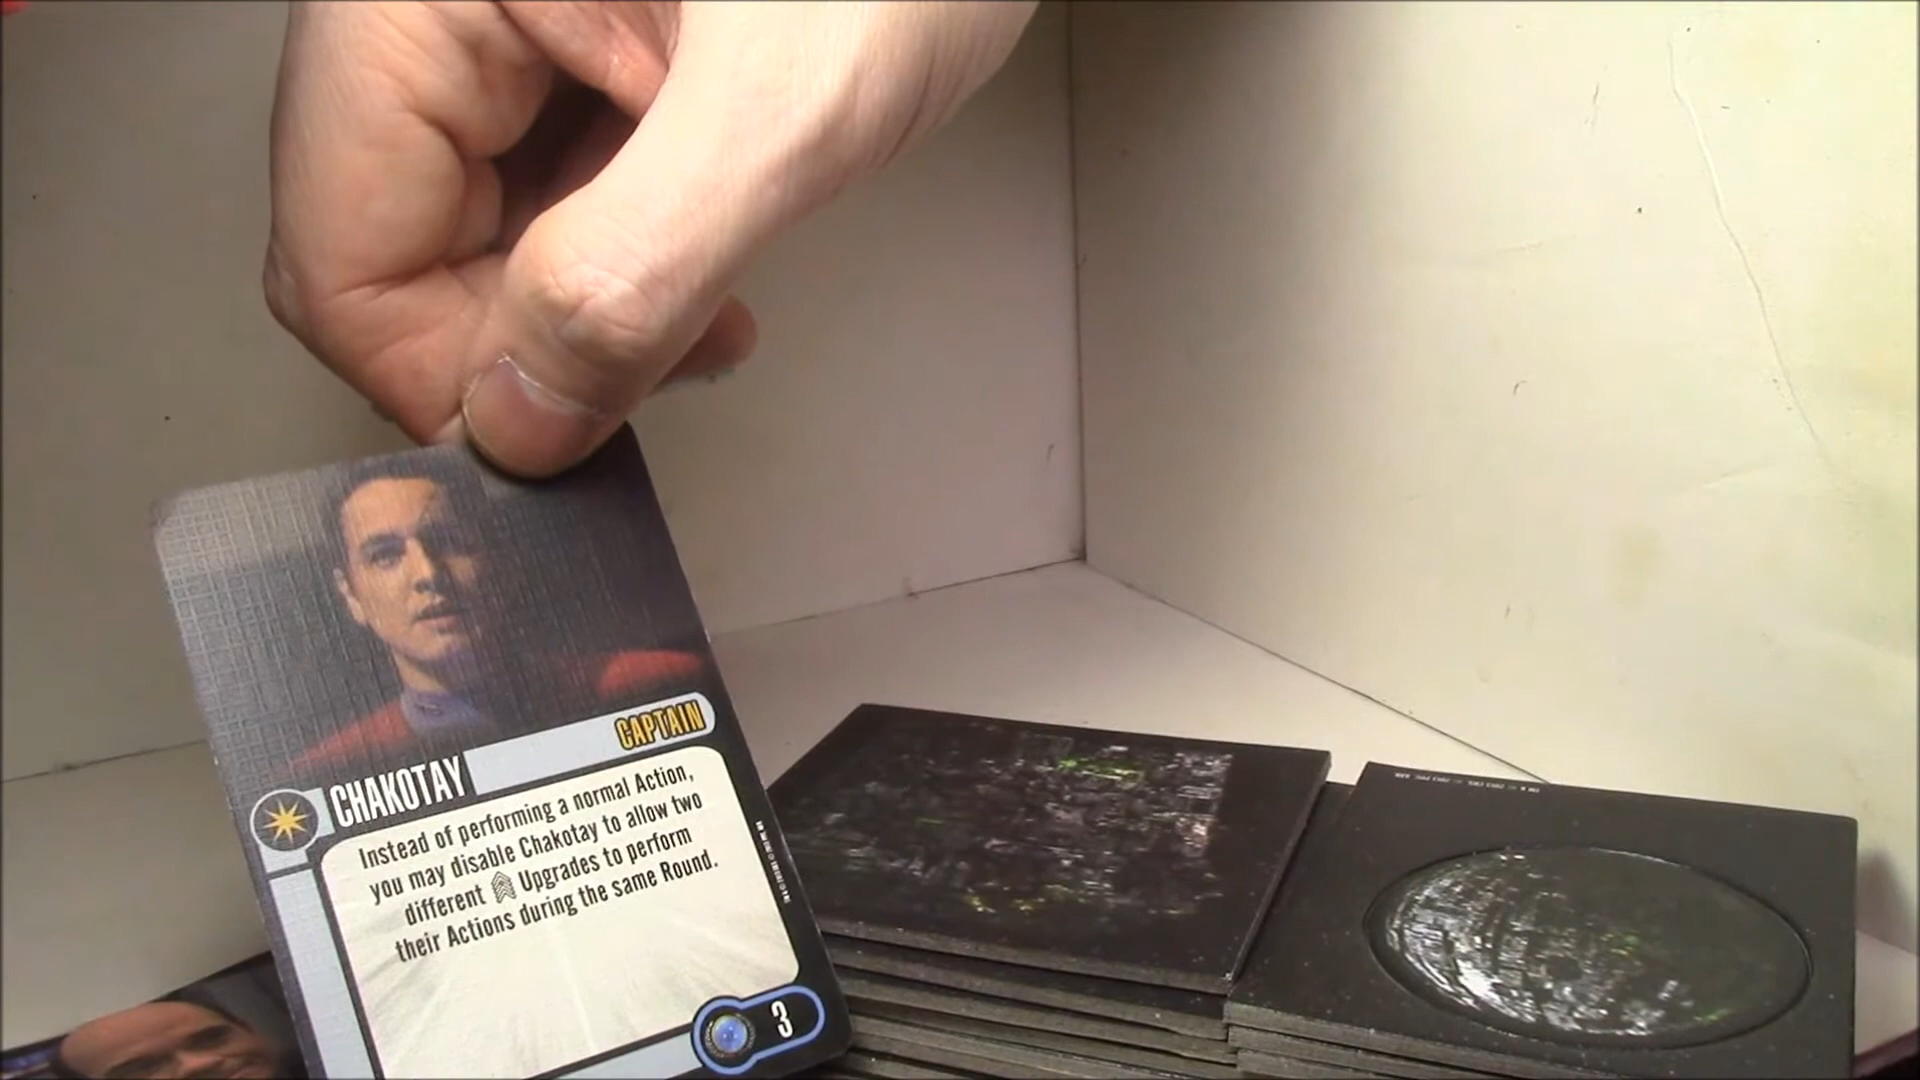 CAPTAIN
CHAKOTAY
Instead of performing a normal Action,
you may disable Chakotay to allow two
different Upgrades to perform
their Actions during the same Round.
3